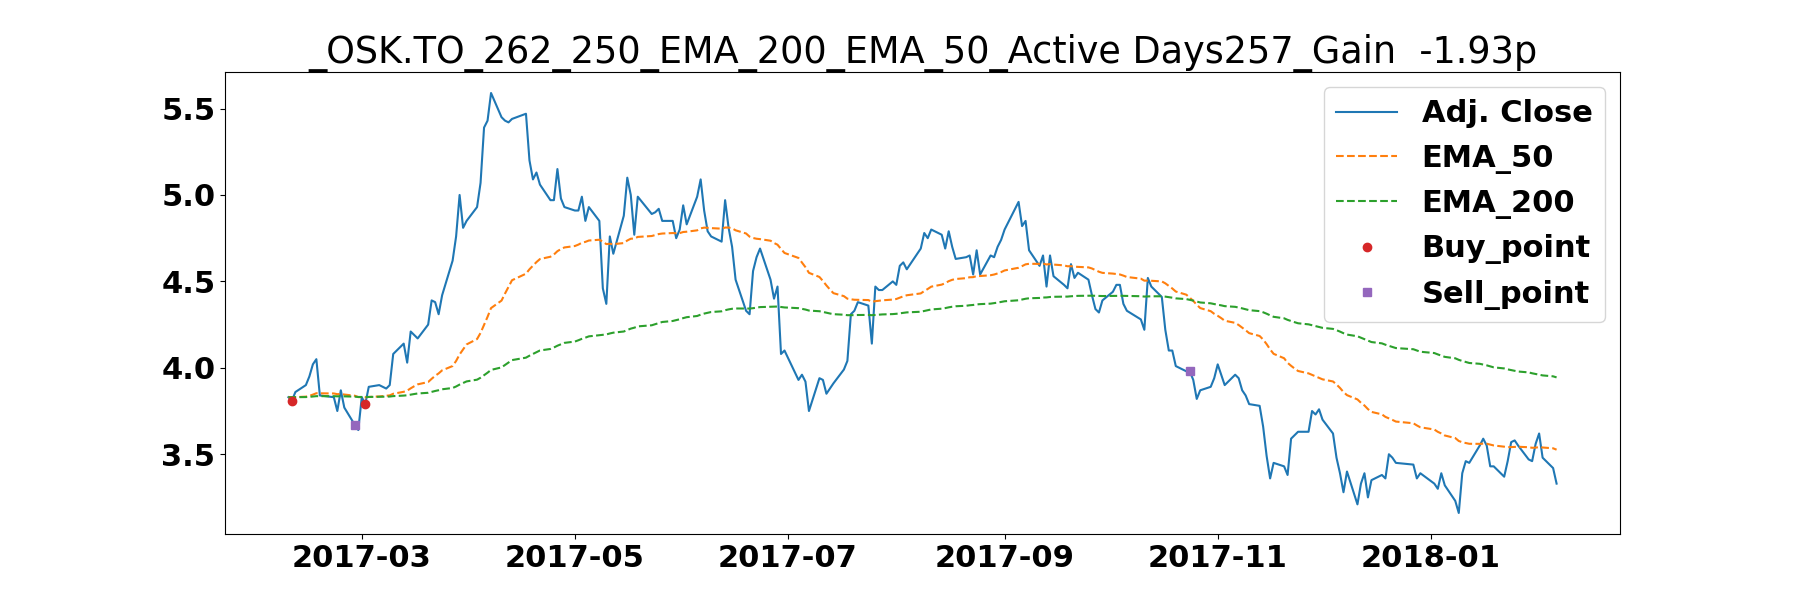 _OSK.TO_262_250_EMA_200_EMA_50_Active Days257_Gain  -1.93p
5.5
5.0
4.5
4.0
3.5
Adj. Close
EMA_50
EMA_200
Buy_point
Sell_point
2017-03 2017-05 2017-07 2017-09 2017-11 2018-01